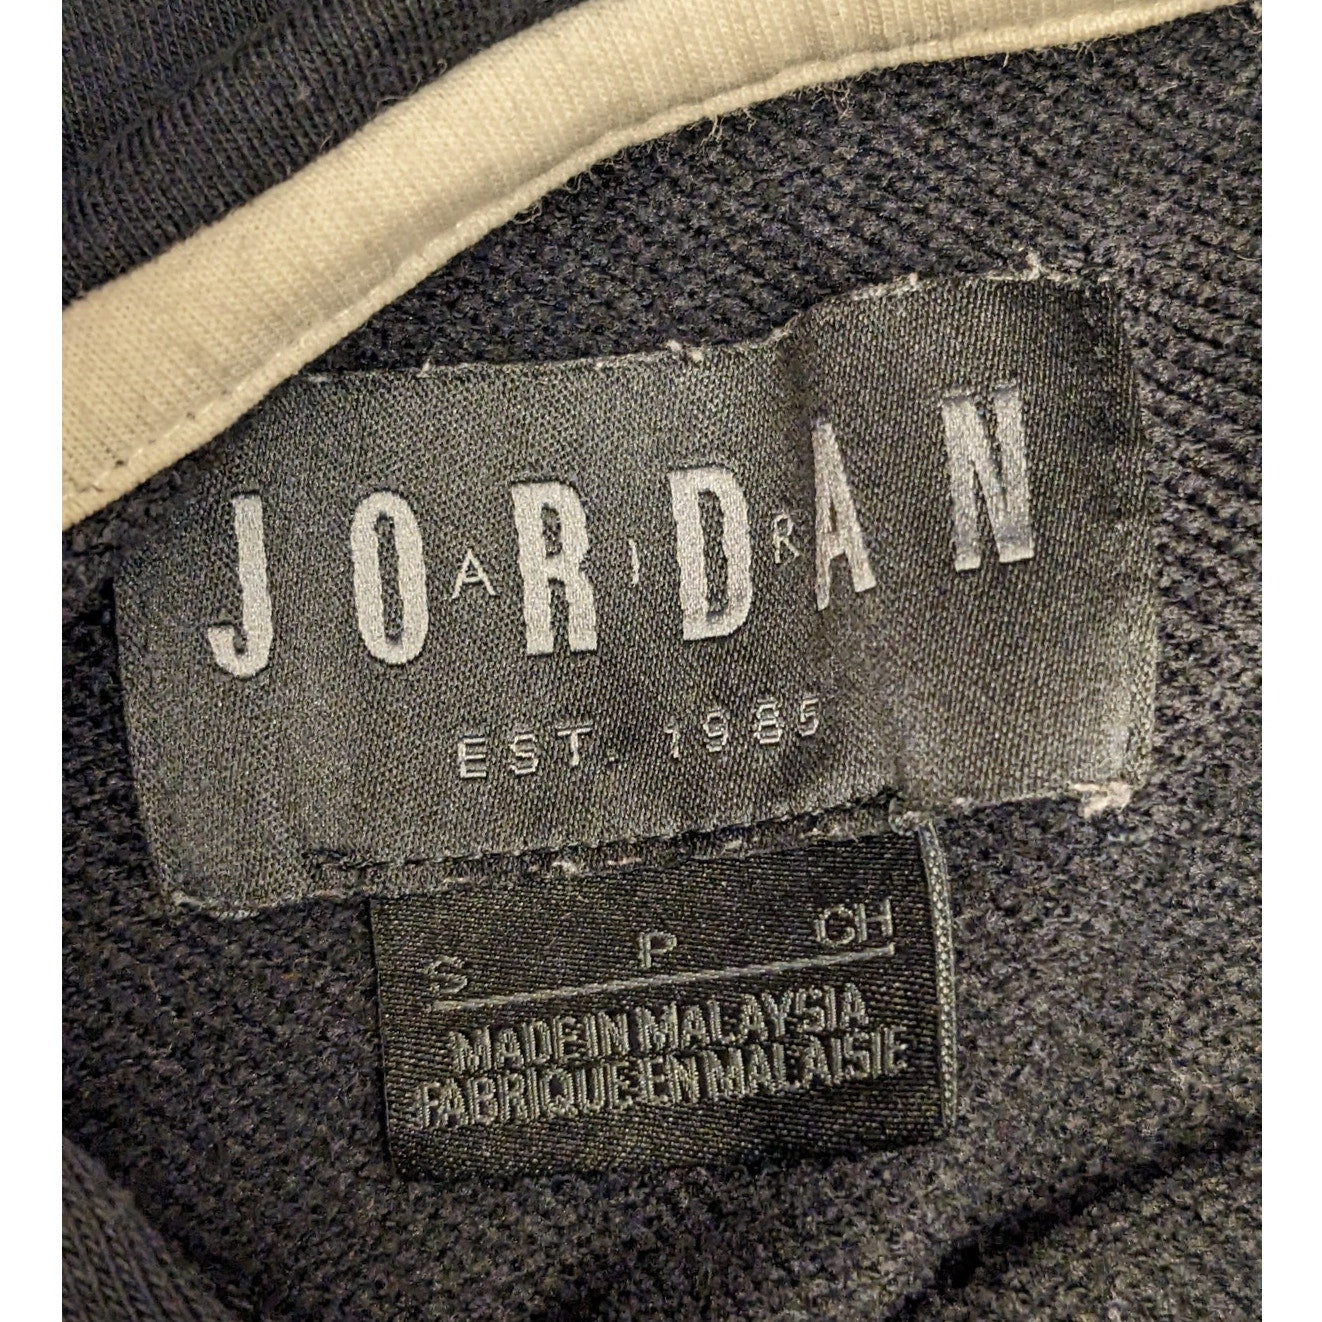 JORDAN
AIR
EST. 1985
S P CH
MADE IN MALAYSIA
FABRIQUE EN MALAISIE